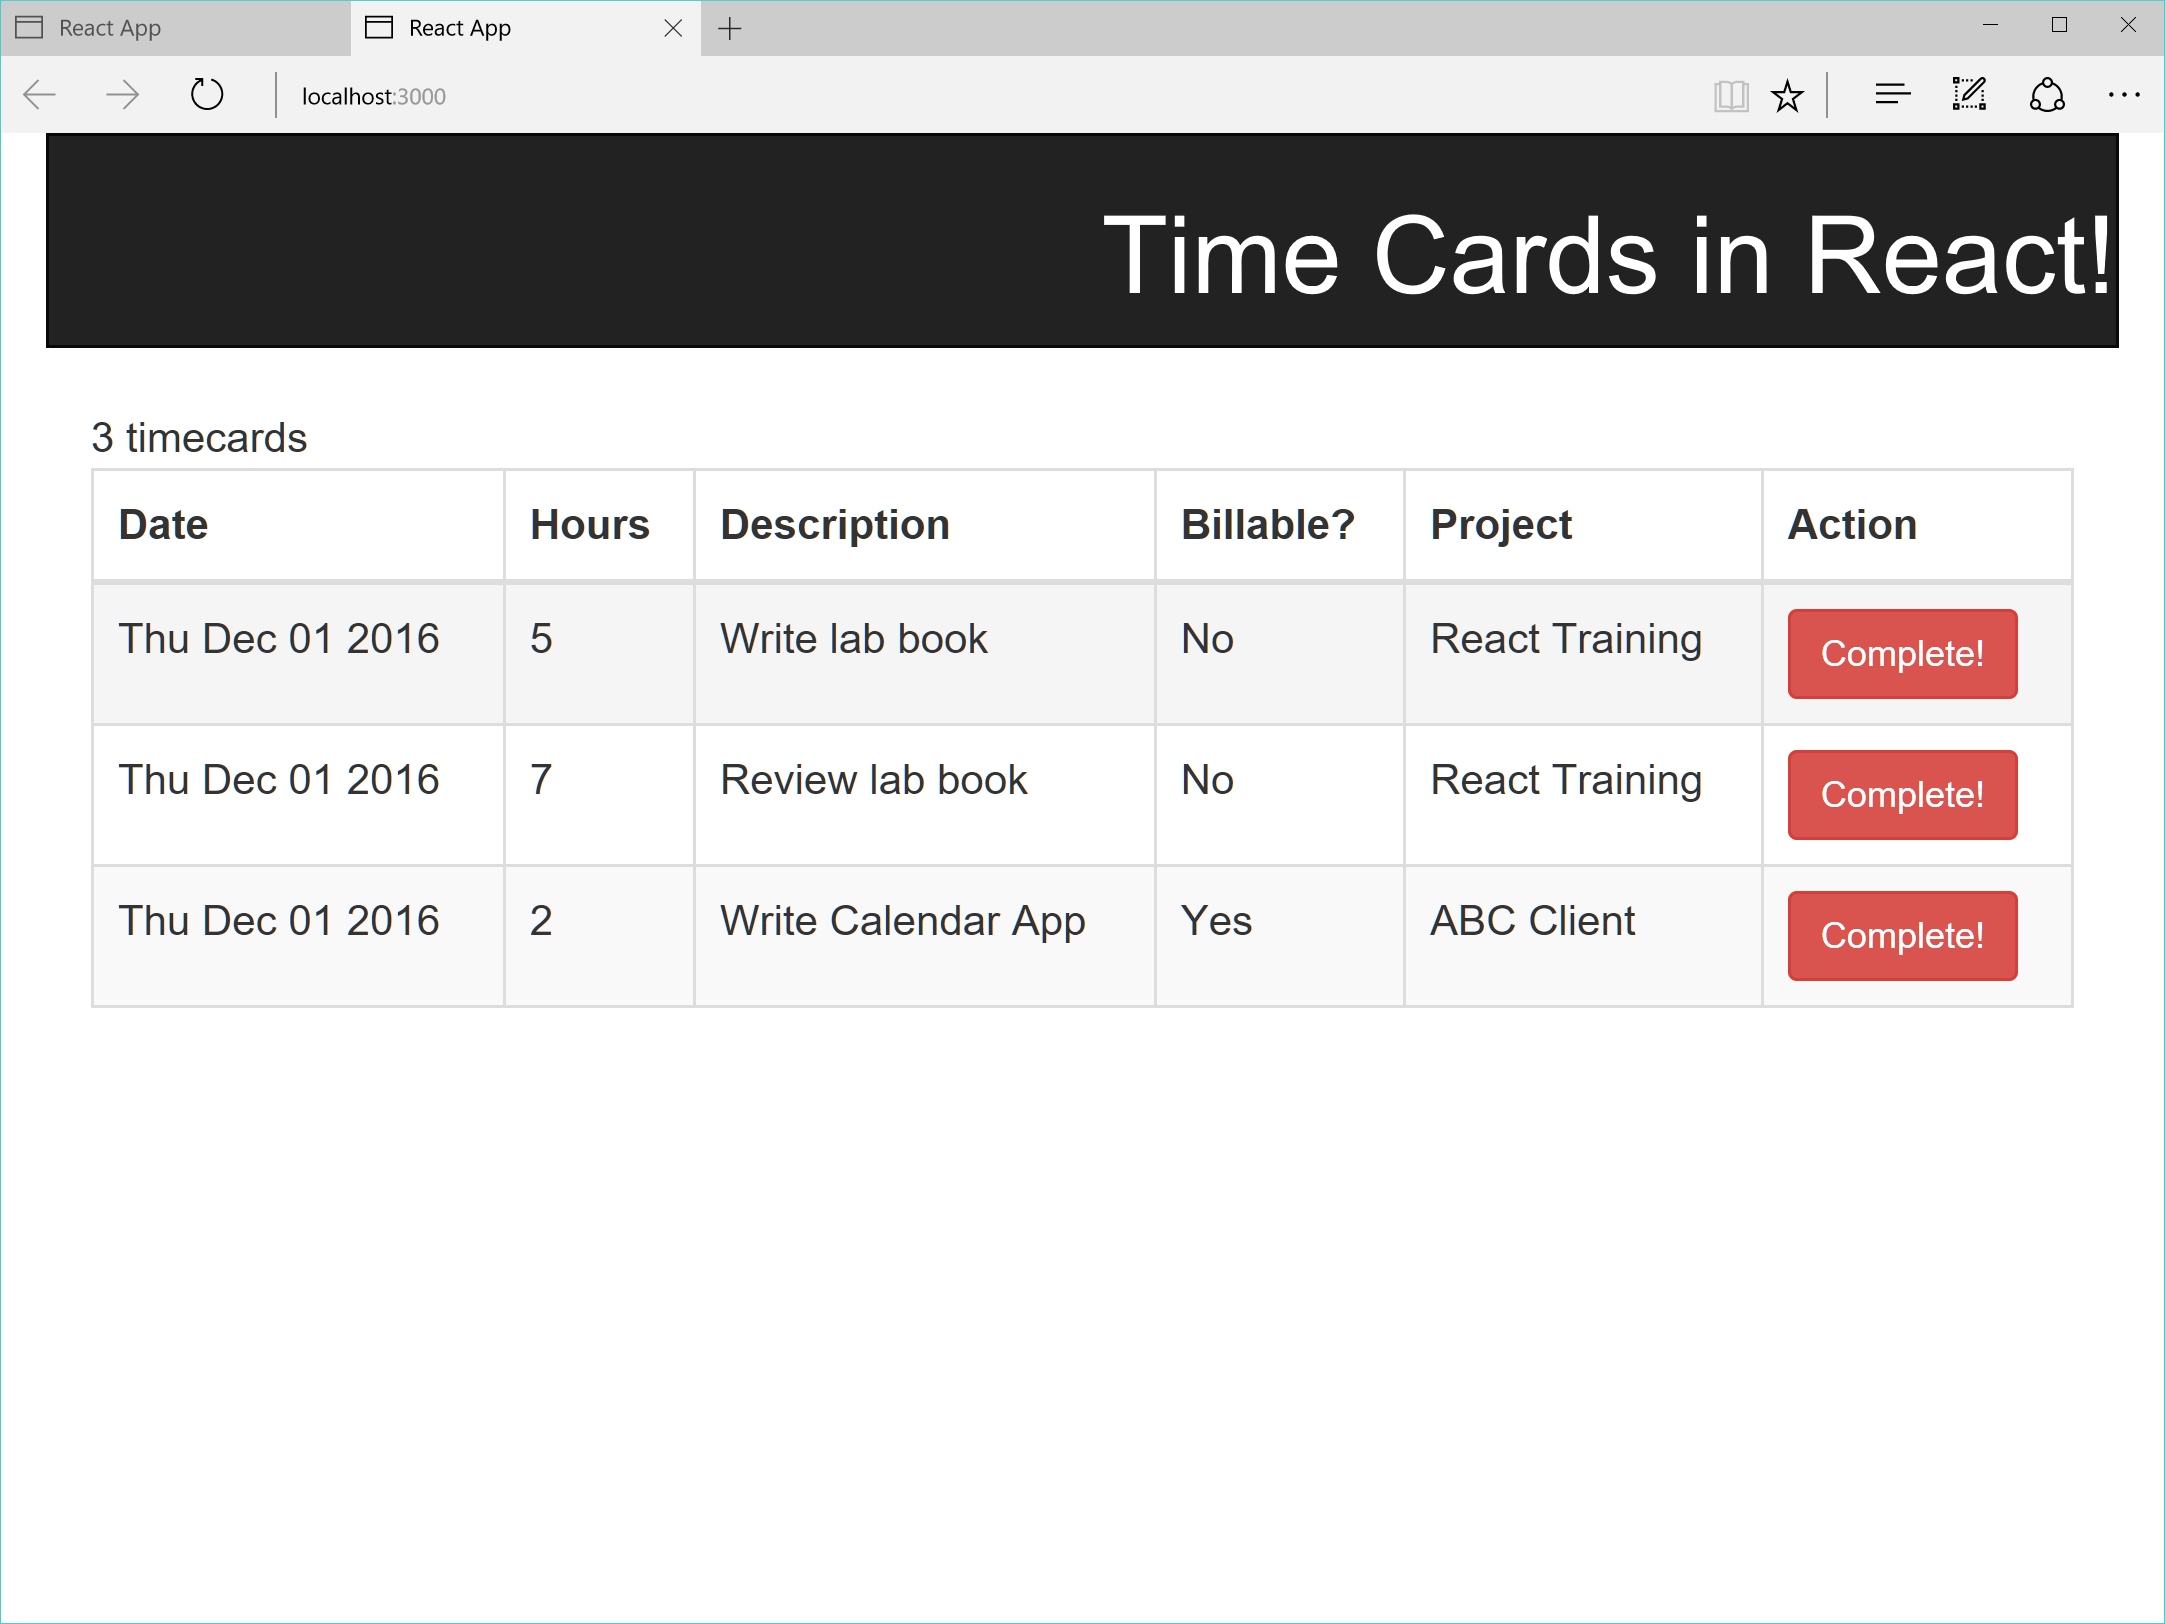 React App
React App
localhost:3000
Time Cards in React!
3 timecards
Date Hours Description Billable? Project Action
Thu Dec 01 2016 5 Write lab book No React Training Complete!
Thu Dec 01 2016 7 Review lab book No React Training Complete!
Thu Dec 01 2016 2 Write Calendar App Yes ABC Client Complete!